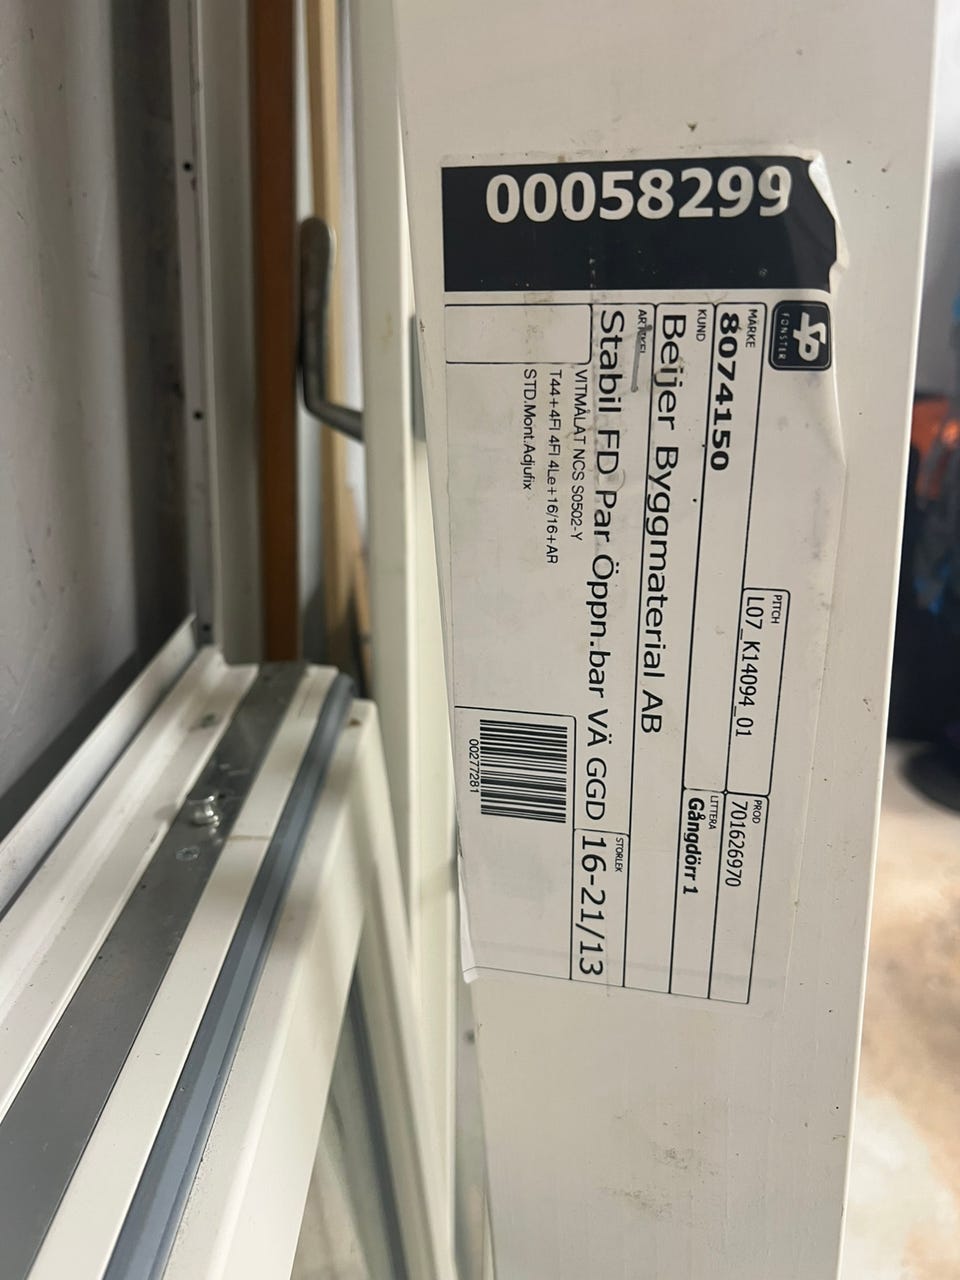 00058299
SP
FÖNSTER
MÄRKE
8074150
PITCH
L07_K14094_01
PROD
701626970
KUND
Beijer Byggmaterial AB
LITTERA
Gångdörr 1
ARTIKEL
Stabil FD Par Öppn.bar VÄ GGD
STORLEK
16-21/13
VITMÅLAT NCS S0502-Y
T44+4Fl 4Fl 4Le+16/16+AR
STD.Mont.Adjufix
00277281